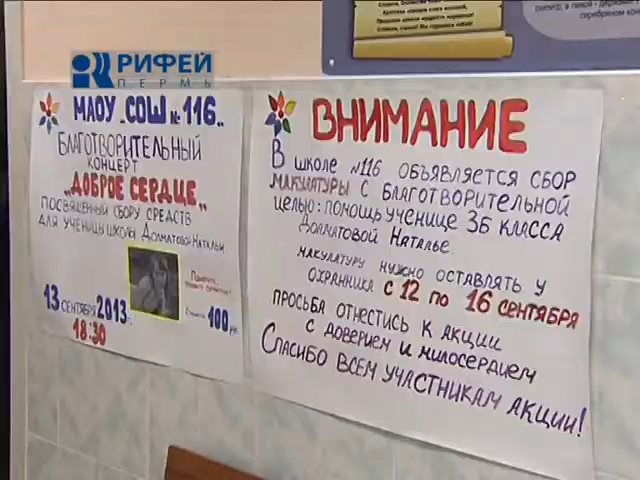 РИФЕЙ
ПЕРМЬ
МАОУ „СОШ № 116„
БЛАГОТВОРИТЕЛЬНЫЙ
КОНЦЕРТ
„ДОБРОЕ СЕРДЦЕ„
ПОСВЯЩЕННЫЙ СБОРУ СРЕДСТВ
ДЛЯ УЧЕНИЦЫ ШКОЛЫ ДОЛМАТОВОЙ НАТАЛЬИ
13 СЕНТЯБРЯ 2013г.
18:30
100
ВНИМАНИЕ
В ШКОЛЕ №116 ОБЪЯВЛЯЕТСЯ СБОР
МАКУЛАТУРЫ С БЛАГОТВОРИТЕЛЬНОЙ
ЦЕЛЬЮ: ПОМОЩЬ УЧЕНИЦЕ 3Б КЛАССА
ДОЛМАТОВОЙ НАТАЛЬЕ.
МАКУЛАТУРУ НУЖНО ОСТАВЛЯТЬ У
ОХРАННИКА С 12 ПО 16 СЕНТЯБРЯ
ПРОСЬБА ОТНЕСТИСЬ К АКЦИИ
С ДОВЕРИЕМ И МИЛОСЕРДИЕМ
СПАСИБО ВСЕМ УЧАСТНИКАМ АКЦИИ!